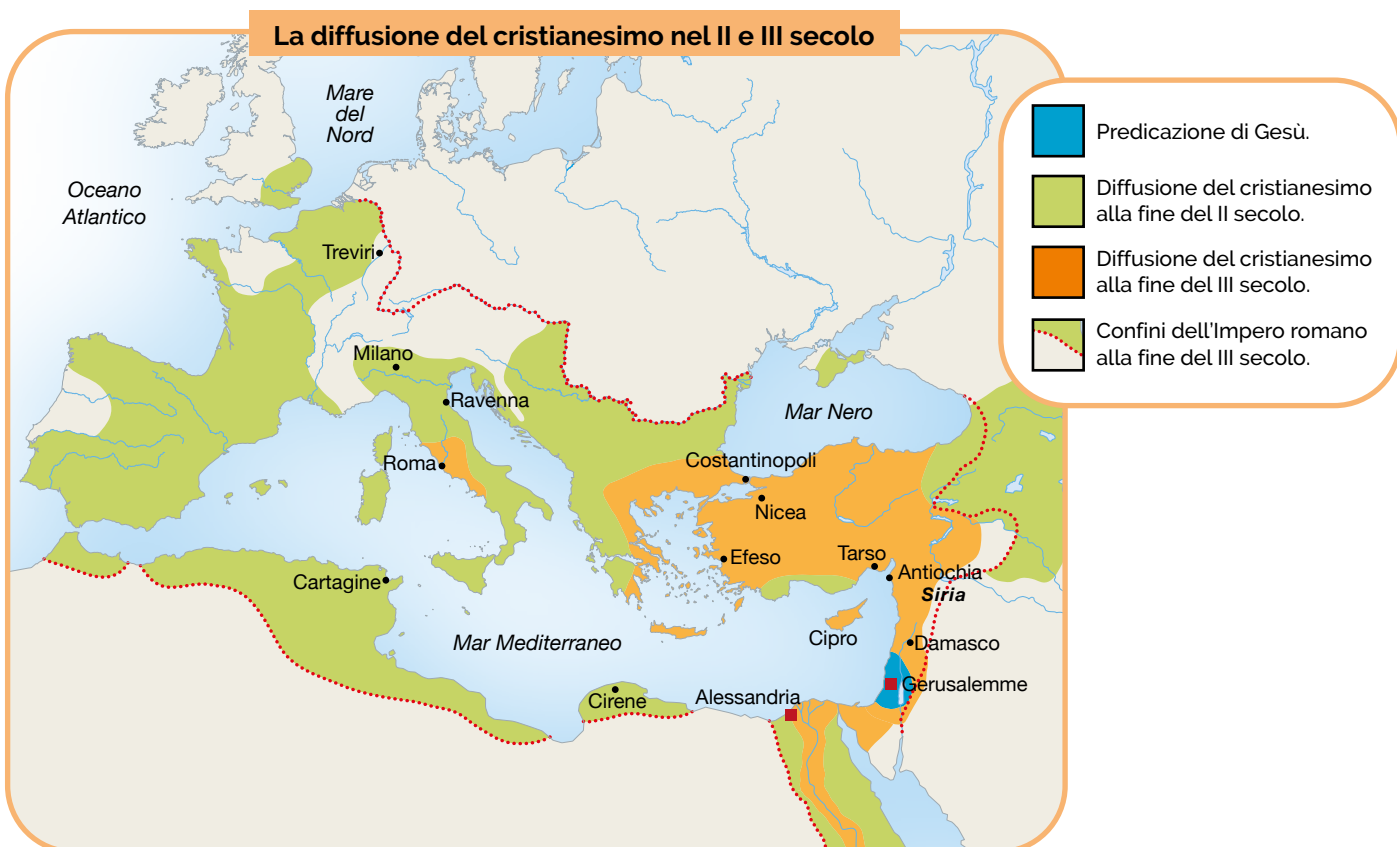 La diffusione del cristianesimo nel II e III secolo
Mare
del
Nord
Oceano
Atlantico
Treviri
Milano
Ravenna
Mar Nero
Roma
Costantinopoli
Nicea
Efeso
Tarso
Antiochia
Siria
Cartagine
Mar Mediterraneo
Cipro
Damasco
Gerusalemme
Cirene
Alessandria
Predicazione di Gesù.
Diffusione del cristianesimo
alla fine del II secolo.
Diffusione del cristianesimo
alla fine del III secolo.
Confini dell'Impero romano
alla fine del III secolo.